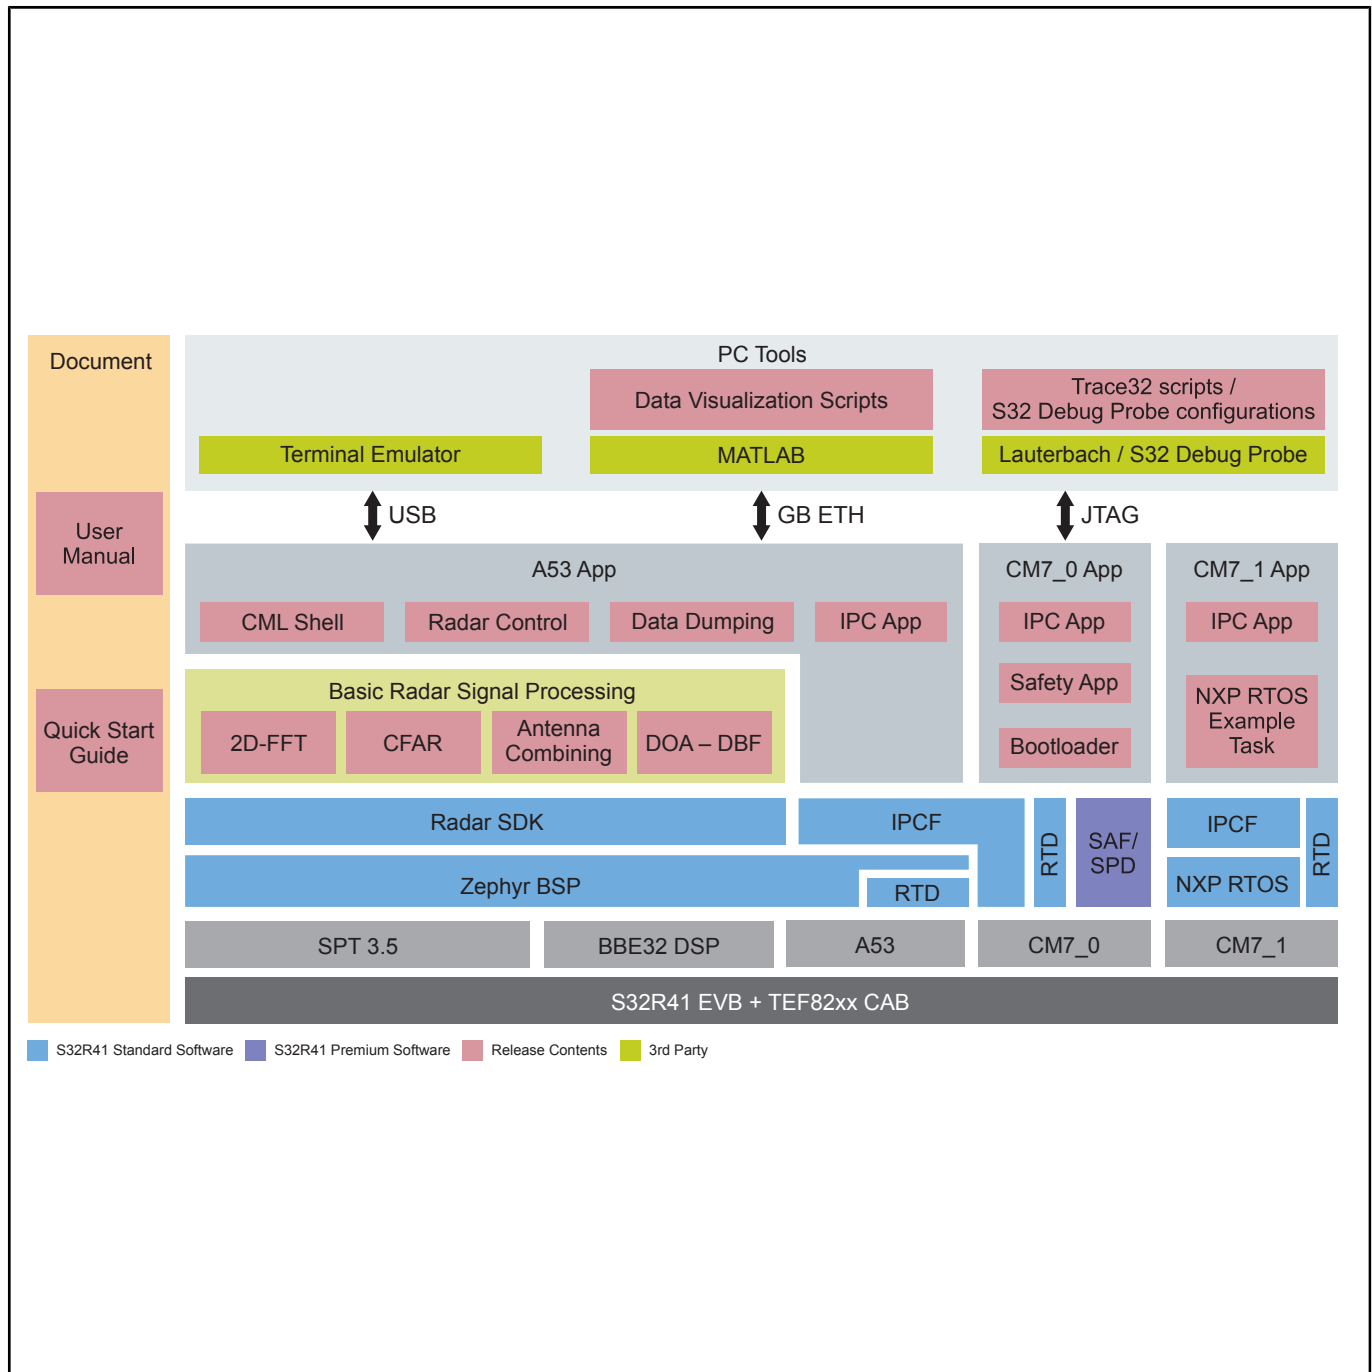 Document
User
Manual
Quick Start
Guide
PC Tools
Data Visualization Scripts
Trace32 scripts /
S32 Debug Probe configurations
Terminal Emulator
MATLAB
Lauterbach / S32 Debug Probe
USB
GB ETH
JTAG
A53 App
CML Shell
Radar Control
Data Dumping
IPC App
CM7_0 App
IPC App
Safety App
Bootloader
CM7_1 App
IPC App
NXP RTOS
Example
Task
Basic Radar Signal Processing
2D-FFT
CFAR
Antenna
Combining
DOA – DBF
Radar SDK
IPCF
RTD
SAF/
SPD
IPCF
RTD
Zephyr BSP
RTD
NXP RTOS
SPT 3.5
BBE32 DSP
A53
CM7_0
CM7_1
S32R41 EVB + TEF82xx CAB
S32R41 Standard Software
S32R41 Premium Software
Release Contents
3rd Party